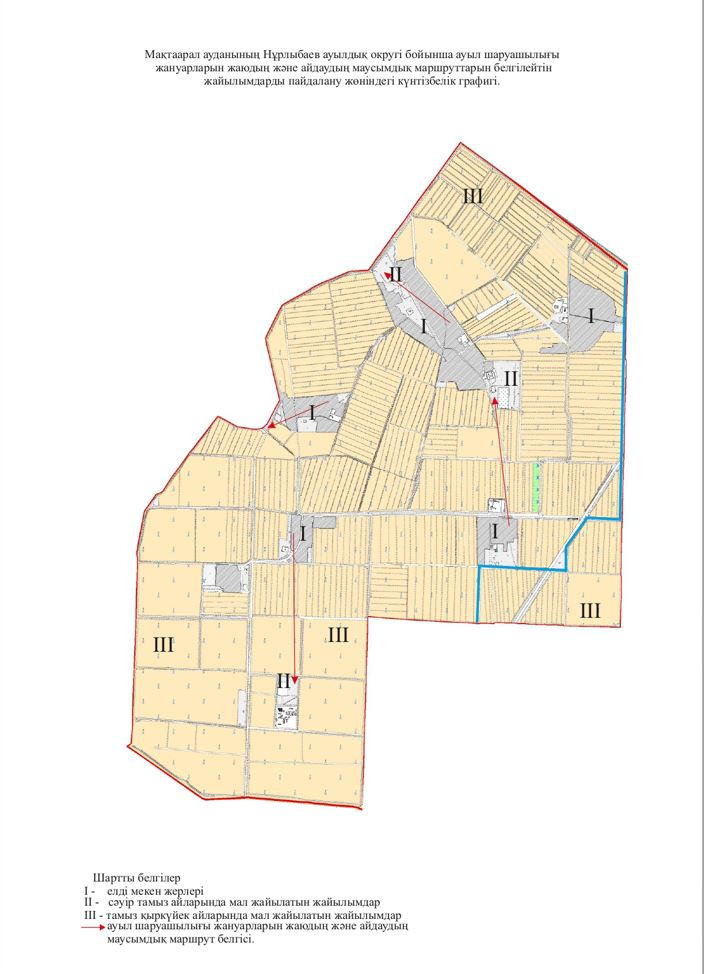 Мақтаарал ауданының Нұрлыбаев ауылдық округі бойынша ауыл шаруашылығы
жануарларын жаюдың және айдаудың маусымдық маршруттарын белгілейтін
жайылымдарды пайдалану жөніндегі күнтізбелік графигі.
III
II
I
I
II
I
I
I
III
III
III
II
Шартты белгілер
I - елді мекен жерлері
II - сәуір тамыз айларында мал жайылатын жайылымдар
III - тамыз қыркүйек айларында мал жайылатын жайылымдар
ауыл шаруашылығы жануарларын жаюдың және айдаудың
маусымдық маршрут белгісі.